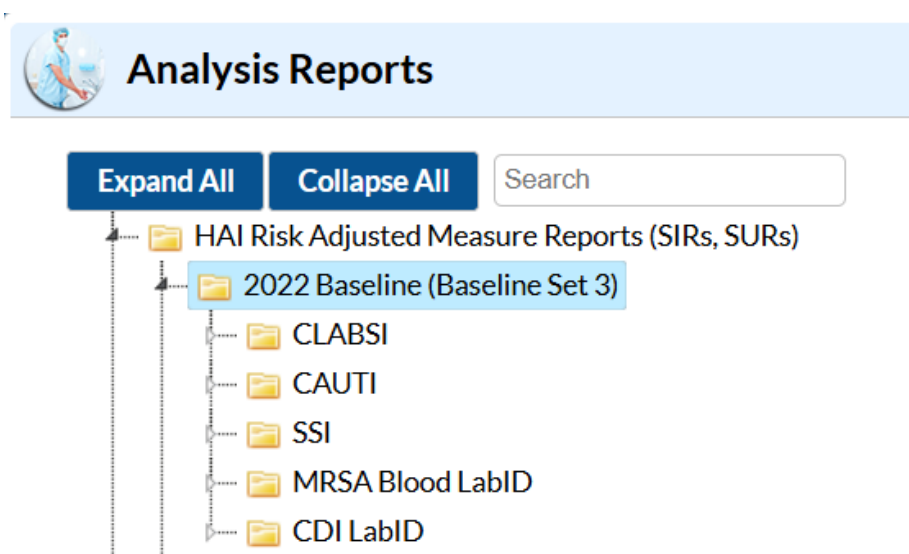 Analysis Reports
Expand All Collapse All Search
HAI Risk Adjusted Measure Reports (SIRs, SURs)
2022 Baseline (Baseline Set 3)
CLABSI
CAUTI
SSI
MRSA Blood LabID
CDI LabID